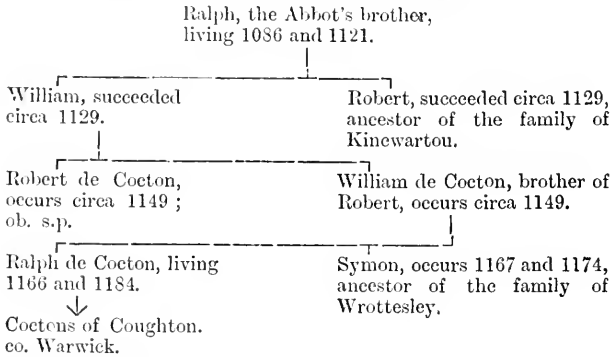 Ralph, the Abbot's brother,
living 1086 and 1121.
William, succeeded
circa 1129.
Robert, succeeded circa 1129,
ancestor of the family of
Kinewartou.
Robert de Cocton,
occurs circa 1149 ;
ob. s.p.
William de Cocton, brother of
Robert, occurs circa 1149.
Ralph de Cocton, living
1166 and 1184.
Symon, occurs 1167 and 1174,
ancestor of the family of
Wrottesley.
Coctons of Coughton.
co. Warwick.